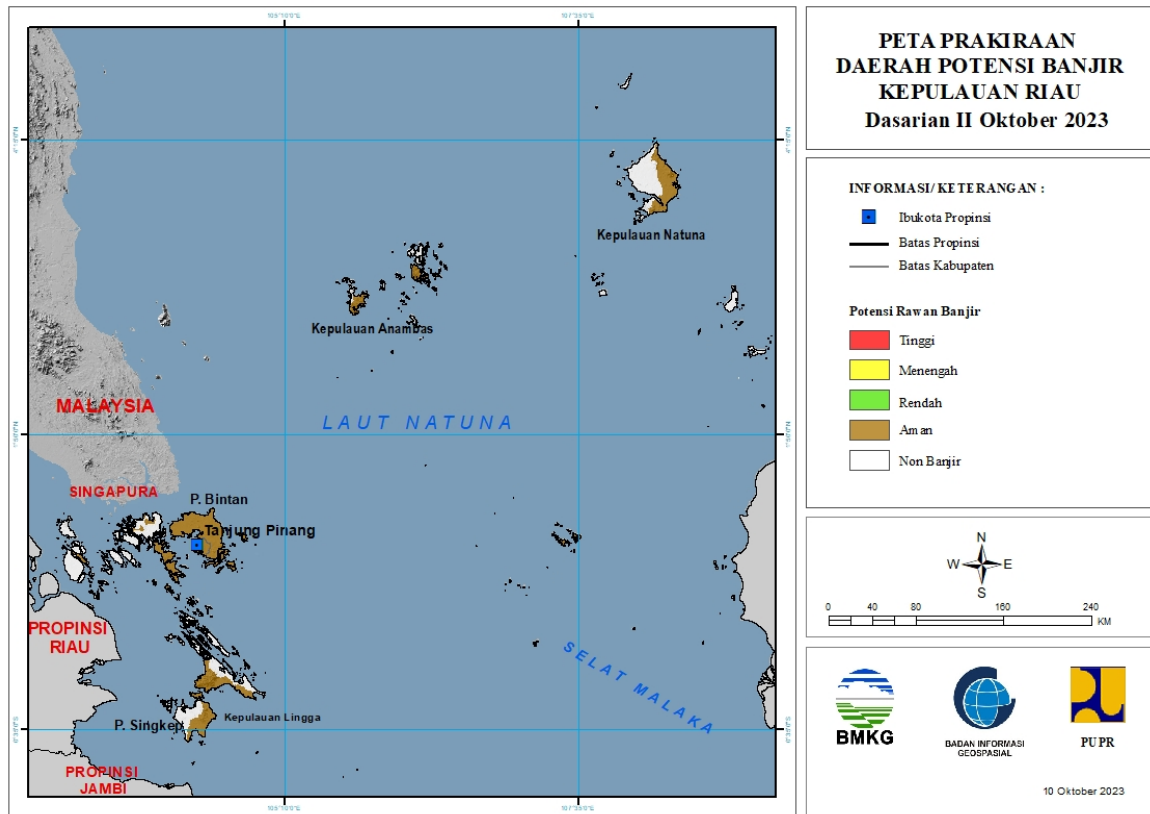 PETA PRAKIRAAN
DAERAH POTENSI BANJIR
KEPULAUAN RIAU
Dasarian II Oktober 2023
INFORMASI/ KETERANGAN :
Ibukota Propinsi
Batas Propinsi
Batas Kabupaten
Potensi Rawan Banjir
Tinggi
Menengah
Rendah
Aman
Non Banjir
N
W E
S
0 40 80 160 240
KM
BMKG
BADAN INFORMASI
GEOSPASIAL
PUPR
10 Oktober 2023
Kepulauan Natuna
Kepulauan Anambas
MALAYSIA
LAUT NATUNA
SINGAPURA
P. Bintan
Tanjung Pinang
PROPINSI
RIAU
SELAT MALAKA
Kepulauan Lingga
P. Singkep
PROPINSI
JAMBI